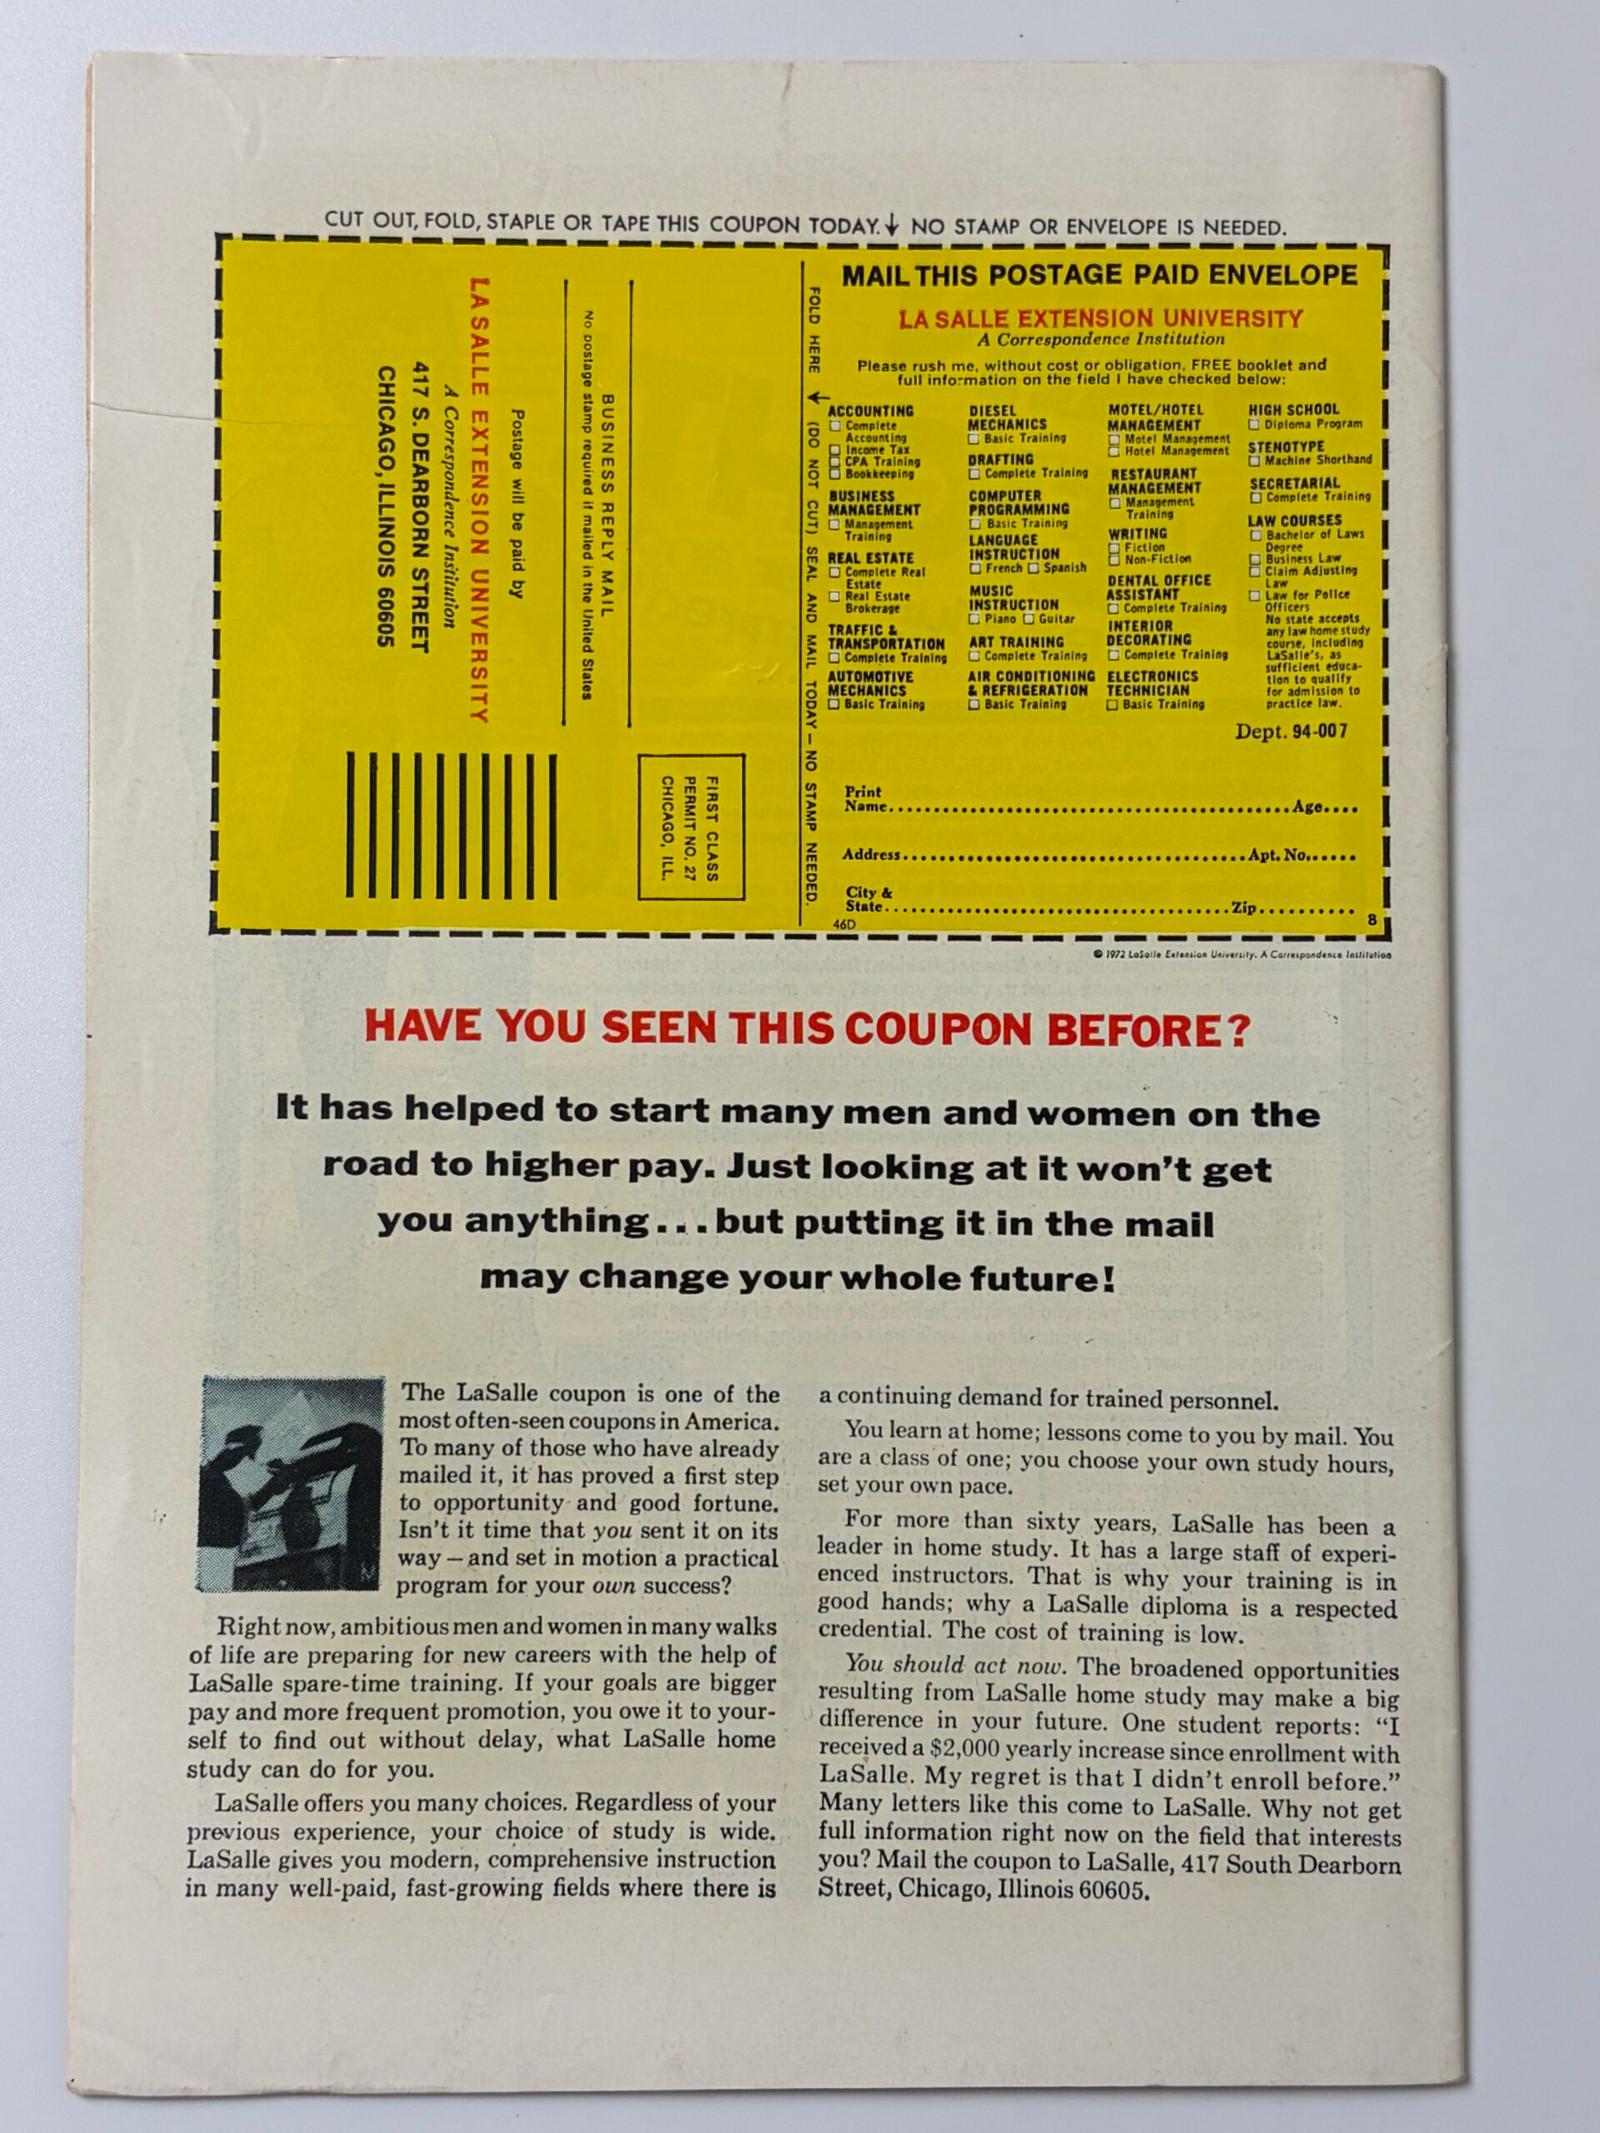 CUT OUT, FOLD, STAPLE OR TAPE THIS COUPON TODAY.↓ NO STAMP OR ENVELOPE IS NEEDED.
BUSINESS REPLY MAIL
No postage stamp required if mailed in the United States
Postage will be paid by
LA SALLE EXTENSION UNIVERSITY
A Correspondence Institution
417 S. DEARBORN STREET
CHICAGO, ILLINOIS 60605
FIRST CLASS
PERMIT NO. 27
CHICAGO, ILL.
FOLD HERE ↓ (DO NOT CUT) SEAL AND MAIL TODAY — NO STAMP NEEDED.
MAIL THIS POSTAGE PAID ENVELOPE
LA SALLE EXTENSION UNIVERSITY
A Correspondence Institution
Please rush me, without cost or obligation, FREE booklet and
full information on the field I have checked below:
ACCOUNTING
☐ Complete
Accounting
☐ Income Tax
☐ CPA Training
☐ Bookkeeping
BUSINESS
MANAGEMENT
☐ Management
Training
REAL ESTATE
☐ Complete Real
Estate
☐ Real Estate
Brokerage
TRAFFIC &
TRANSPORTATION
☐ Complete Training
AUTOMOTIVE
MECHANICS
☐ Basic Training
DIESEL
MECHANICS
☐ Basic Training
DRAFTING
☐ Complete Training
COMPUTER
PROGRAMMING
☐ Basic Training
LANGUAGE
INSTRUCTION
☐ French ☐ Spanish
MUSIC
INSTRUCTION
☐ Piano ☐ Guitar
ART TRAINING
☐ Complete Training
AIR CONDITIONING
& REFRIGERATION
☐ Basic Training
MOTEL/HOTEL
MANAGEMENT
☐ Motel Management
☐ Hotel Management
RESTAURANT
MANAGEMENT
☐ Management
Training
WRITING
☐ Fiction
☐ Non-Fiction
DENTAL OFFICE
ASSISTANT
☐ Complete Training
INTERIOR
DECORATING
☐ Complete Training
ELECTRONICS
TECHNICIAN
☐ Basic Training
HIGH SCHOOL
☐ Diploma Program
STENOTYPE
☐ Machine Shorthand
SECRETARIAL
☐ Complete Training
LAW COURSES
☐ Bachelor of Laws
Degree
☐ Business Law
☐ Claim Adjusting
Law
☐ Law for Police
Officers
No state accepts
any law home study
course, including
LaSalle's, as
sufficient educa-
tion to qualify
for admission to
practice law.
Dept. 94-007
Print
Name.......................................Age....
Address..................................Apt. No......
City &
State..................................Zip..........
46D
8
© 1972 LaSalle Extension University. A Correspondence Institution
HAVE YOU SEEN THIS COUPON BEFORE?
It has helped to start many men and women on the
road to higher pay. Just looking at it won't get
you anything...but putting it in the mail
may change your whole future!
The LaSalle coupon is one of the
most often-seen coupons in America.
To many of those who have already
mailed it, it has proved a first step
to opportunity and good fortune.
Isn't it time that you sent it on its
way—and set in motion a practical
program for your own success?
Right now, ambitious men and women in many walks
of life are preparing for new careers with the help of
LaSalle spare-time training. If your goals are bigger
pay and more frequent promotion, you owe it to your-
self to find out without delay, what LaSalle home
study can do for you.
LaSalle offers you many choices. Regardless of your
previous experience, your choice of study is wide.
LaSalle gives you modern, comprehensive instruction
in many well-paid, fast-growing fields where there is
a continuing demand for trained personnel.
You learn at home; lessons come to you by mail. You
are a class of one; you choose your own study hours,
set your own pace.
For more than sixty years, LaSalle has been a
leader in home study. It has a large staff of experi-
enced instructors. That is why your training is in
good hands; why a LaSalle diploma is a respected
credential. The cost of training is low.
You should act now. The broadened opportunities
resulting from LaSalle home study may make a big
difference in your future. One student reports: “I
received a $2,000 yearly increase since enrollment with
LaSalle. My regret is that I didn't enroll before.”
Many letters like this come to LaSalle. Why not get
full information right now on the field that interests
you? Mail the coupon to LaSalle, 417 South Dearborn
Street, Chicago, Illinois 60605.